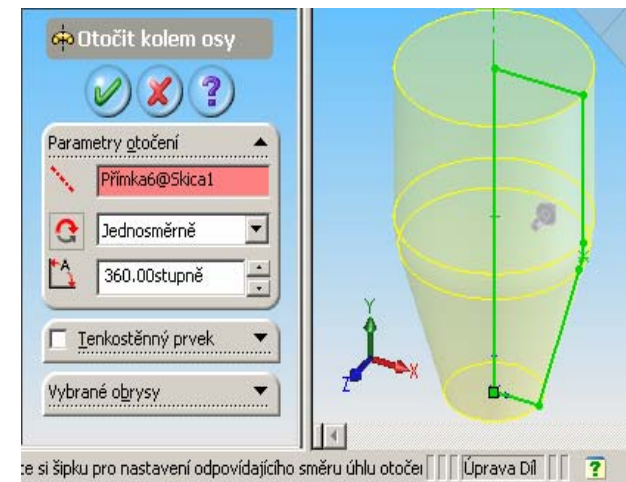 Otočit kolem osy
Parametry otočení
Přímka6@Skica1
Jednosměrně
A
360.00stupně
Tenkostěnný prvek
Vybrané obrysy
Y
X
Z
si šipku pro nastavení odpovídajícího směru úhlu otoče Úprava Díl ?